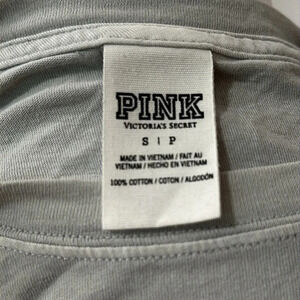 PINK
VICTORIA'S SECRET
S | P
MADE IN VIETNAM / FAIT AU
VIETNAM / HECHO EN VIETNAM
100% COTTON / COTON / ALGODÓN